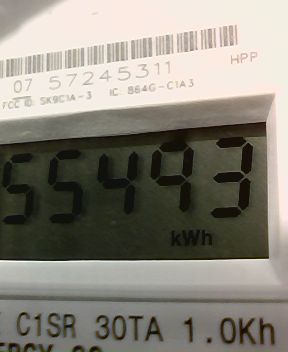 07 57245311
HPP
FCC ID: SK9C1A-3 IC: 864G-C1A3
55493
kWh
C1SR 30TA 1.0Kh